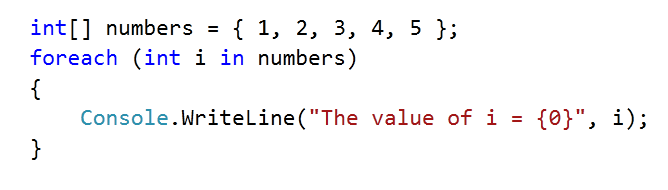 int[] numbers = { 1, 2, 3, 4, 5 };
foreach (int i in numbers)
{
    Console.WriteLine("The value of i = {0}", i);
}